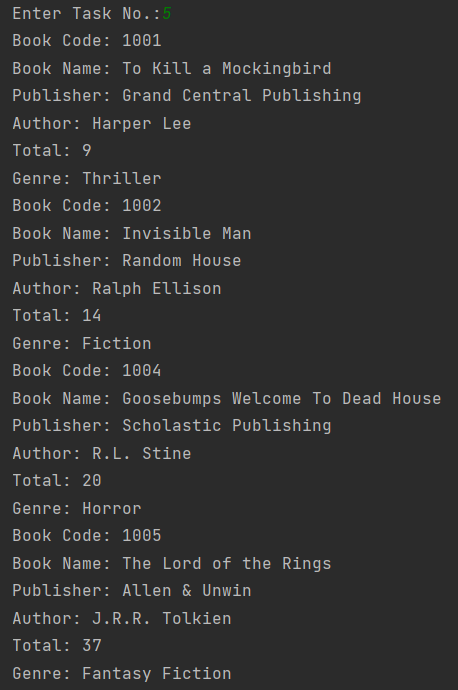 Enter Task No.:5
Book Code: 1001
Book Name: To Kill a Mockingbird
Publisher: Grand Central Publishing
Author: Harper Lee
Total: 9
Genre: Thriller
Book Code: 1002
Book Name: Invisible Man
Publisher: Random House
Author: Ralph Ellison
Total: 14
Genre: Fiction
Book Code: 1004
Book Name: Goosebumps Welcome To Dead House
Publisher: Scholastic Publishing
Author: R.L. Stine
Total: 20
Genre: Horror
Book Code: 1005
Book Name: The Lord of the Rings
Publisher: Allen & Unwin
Author: J.R.R. Tolkien
Total: 37
Genre: Fantasy Fiction